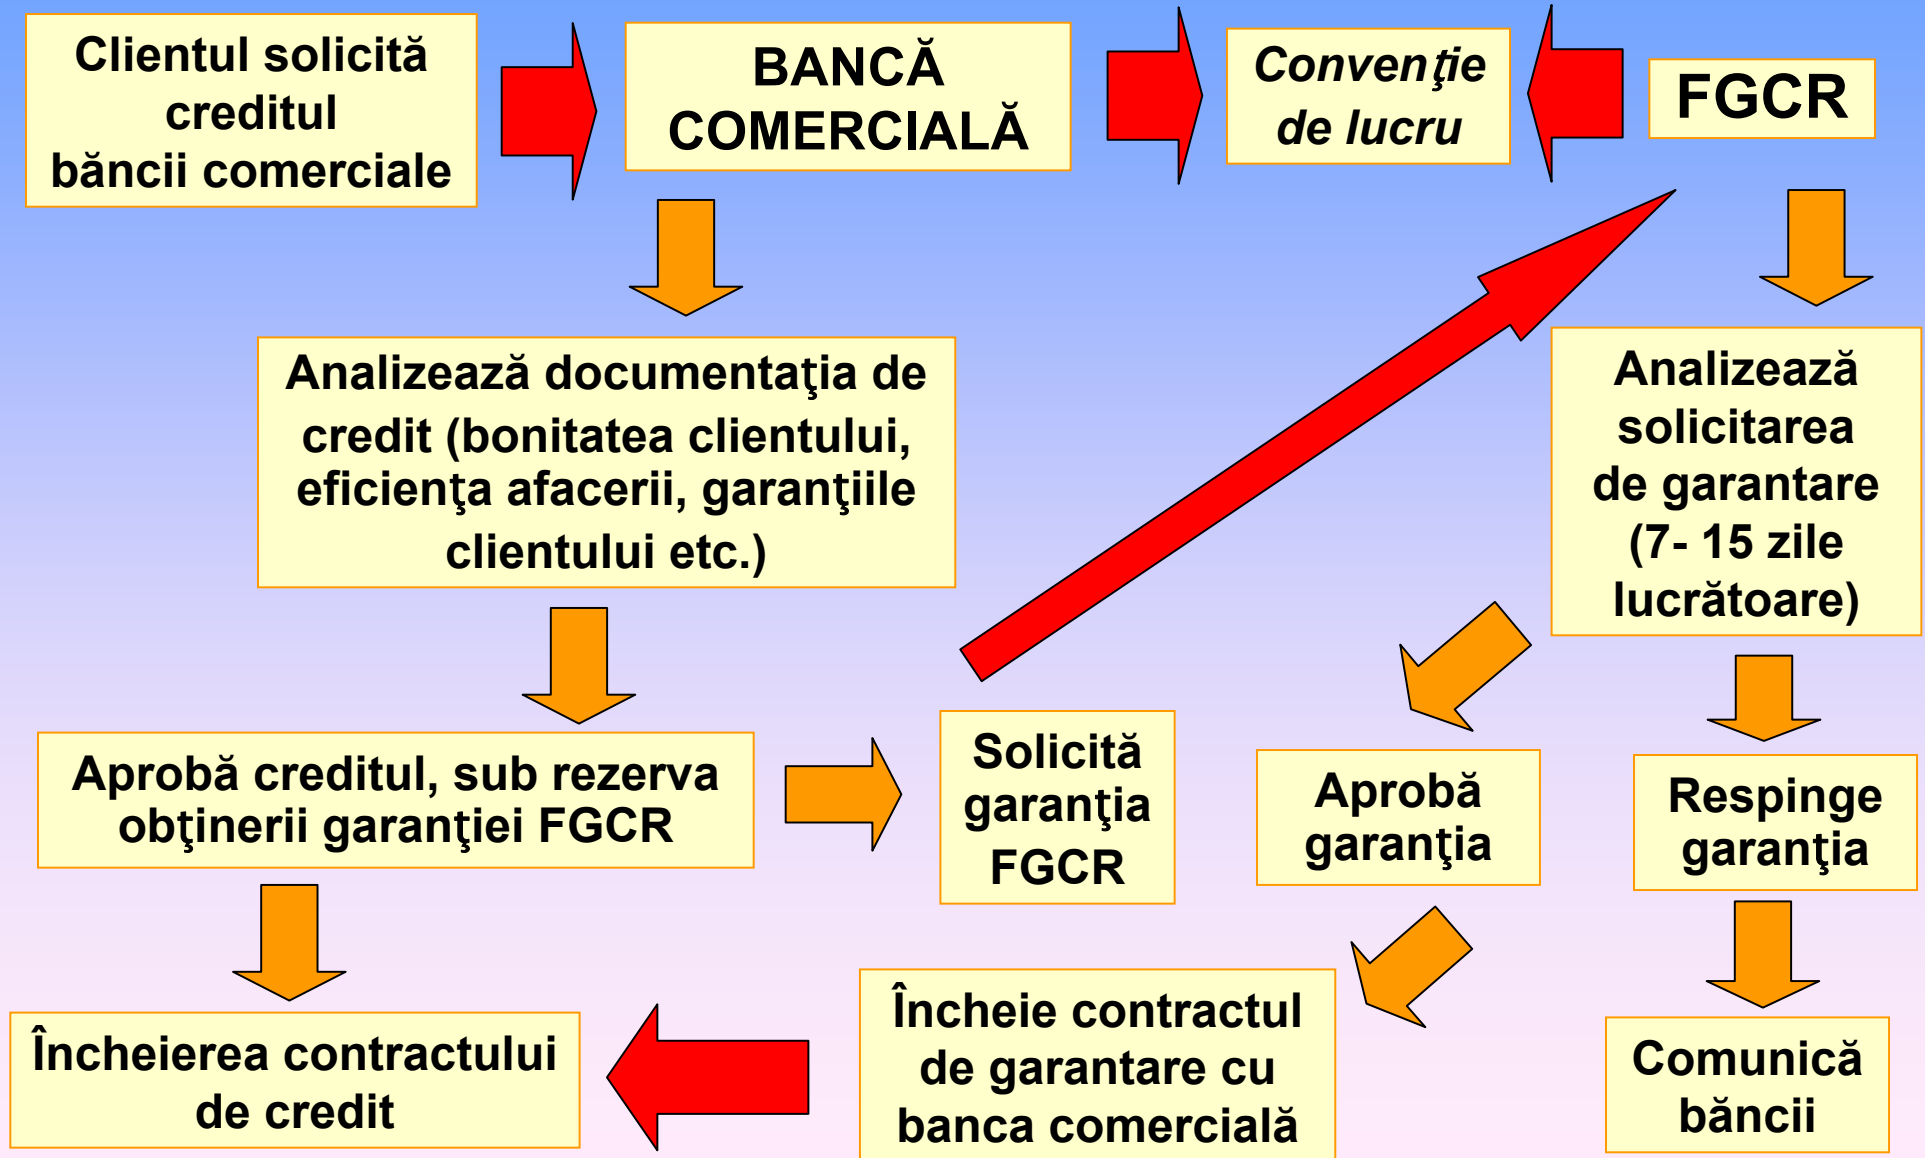 Clientul solicită
creditul
băncii comerciale
BANCĂ
COMERCIALĂ
Convenţie
de lucru
FGCR
Analizează documentaţia de
credit (bonitatea clientului,
eficienţa afacerii, garanţiile
clientului etc.)
Analizează
solicitarea
de garantare
(7- 15 zile
lucrătoare)
Aprobă creditul, sub rezerva
obţinerii garanţiei FGCR
Solicită
garanţia
FGCR
Aprobă
garanţia
Respinge
garanţia
Încheierea contractului
de credit
Încheie contractul
de garantare cu
banca comercială
Comunică
băncii